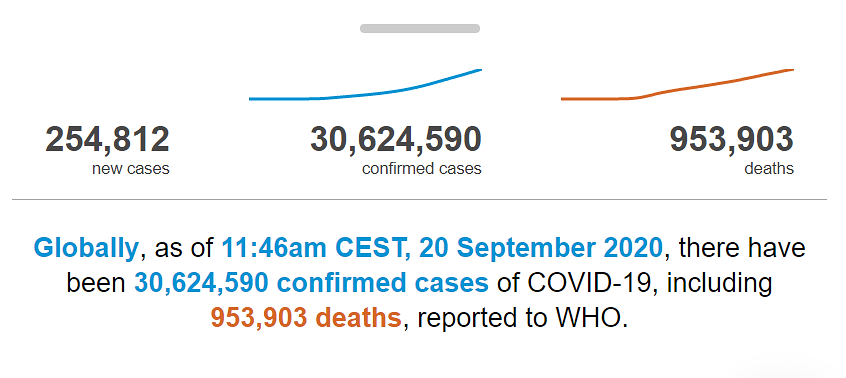 254,812 30,624,590 953,903
new cases confirmed cases deaths
Globally, as of 11:46am CEST, 20 September 2020, there have
been 30,624,590 confirmed cases of COVID-19, including
953,903 deaths, reported to WHO.